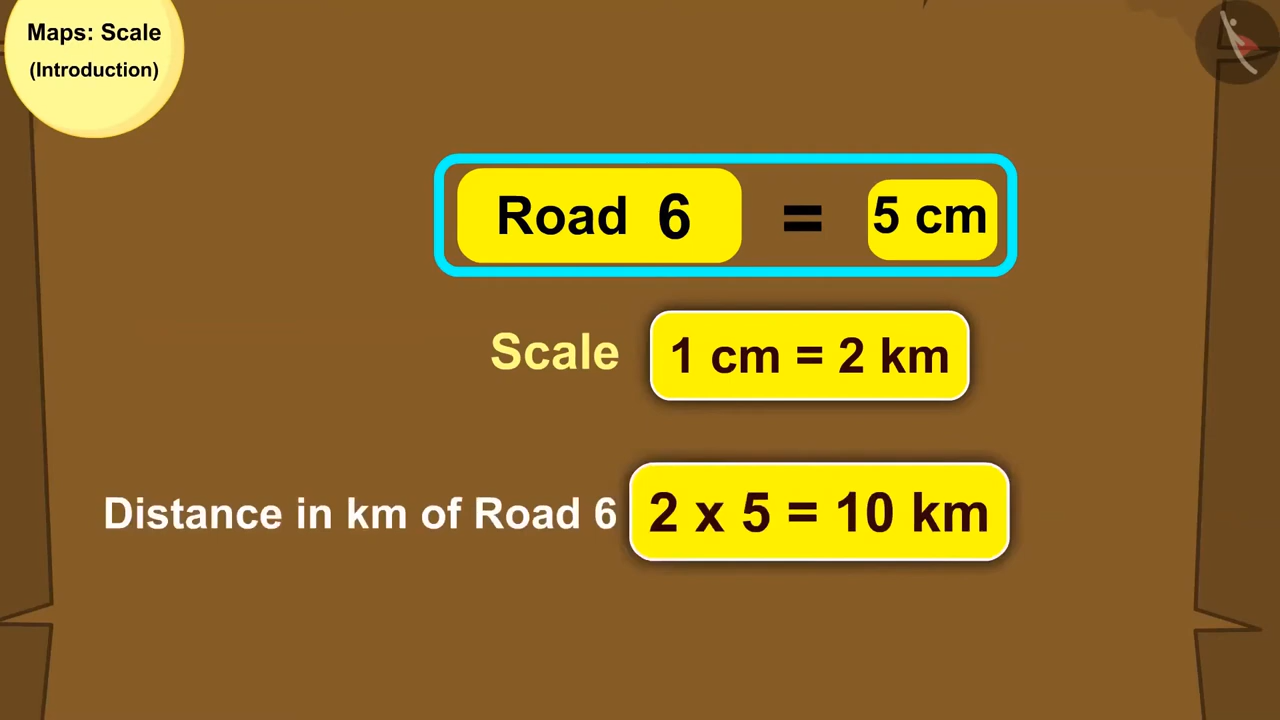 Maps: Scale
(Introduction)
Road 6 = 5 cm
Scale 1 cm = 2 km
Distance in km of Road 6 2 x 5 = 10 km